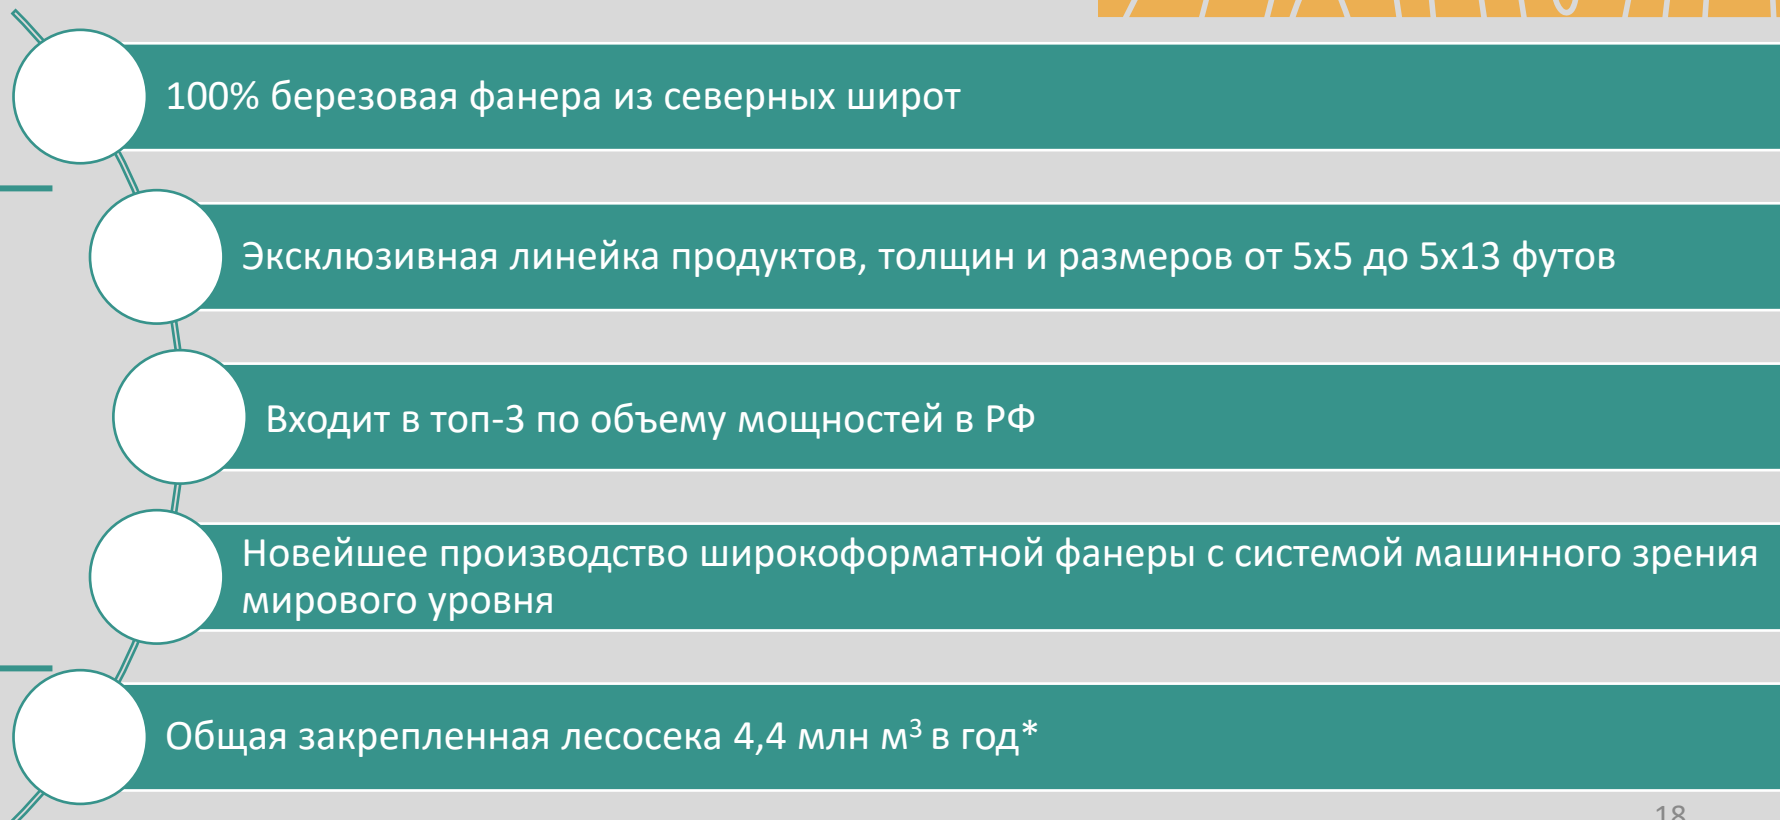 100% березовая фанера из северных широт
Эксклюзивная линейка продуктов, толщин и размеров от 5х5 до 5х13 футов
Входит в топ-3 по объему мощностей в РФ
Новейшее производство широкоформатной фанеры с системой машинного зрения
мирового уровня
Общая закрепленная лесосека 4,4 млн м³ в год*
18